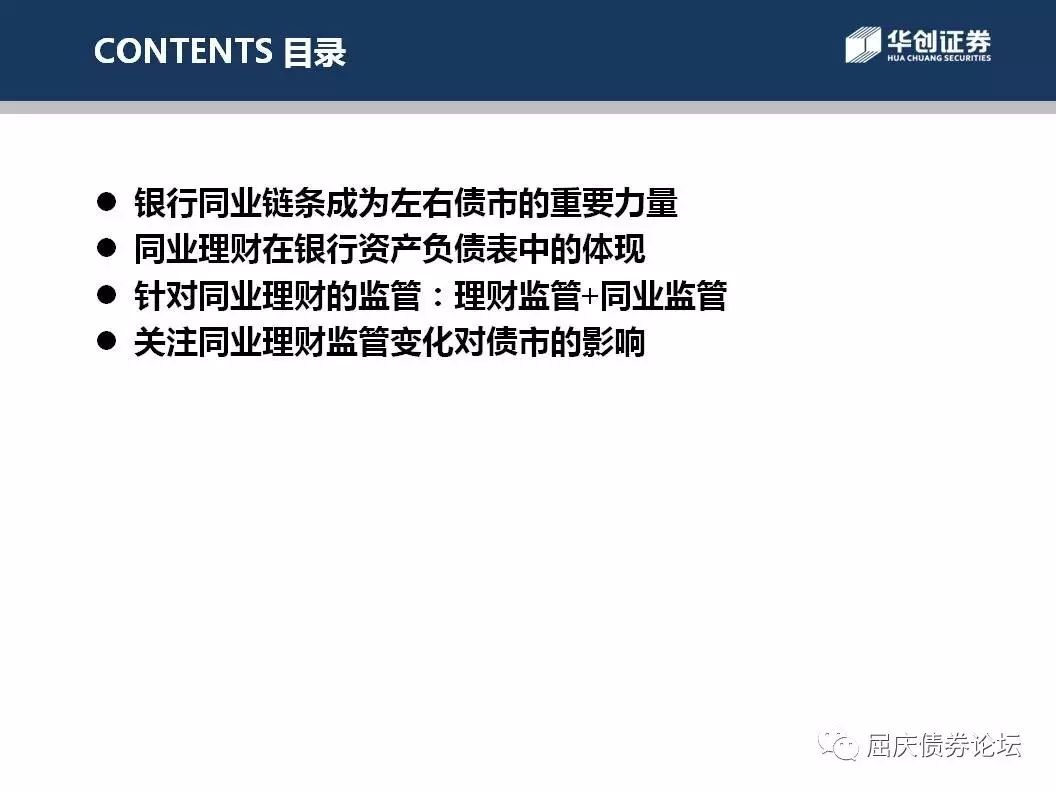 CONTENTS 目录
华创证券
HUA CHUANG SECURITIES
● 银行同业链条成为左右债市的重要力量
● 同业理财在银行资产负债表中的体现
● 针对同业理财的监管：理财监管+同业监管
● 关注同业理财监管变化对债市的影响
屈庆债券论坛